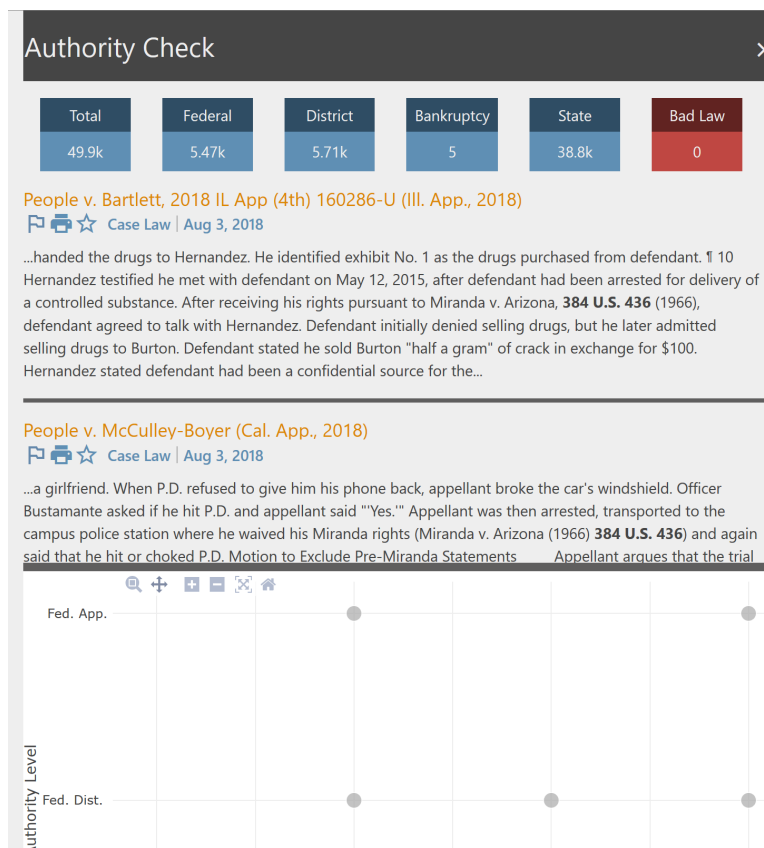 Authority Check
Total
Federal
District
Bankruptcy
State
Bad Law
49.9k
5.47k
5.71k
5
38.8k
0
People v. Bartlett, 2018 IL App (4th) 160286-U (Ill. App., 2018)
Case Law | Aug 3, 2018
...handed the drugs to Hernandez. He identified exhibit No. 1 as the drugs purchased from defendant. ¶ 10
Hernandez testified he met with defendant on May 12, 2015, after defendant had been arrested for delivery of
a controlled substance. After receiving his rights pursuant to Miranda v. Arizona, 384 U.S. 436 (1966),
defendant agreed to talk with Hernandez. Defendant initially denied selling drugs, but he later admitted
selling drugs to Burton. Defendant stated he sold Burton "half a gram" of crack in exchange for $100.
Hernandez stated defendant had been a confidential source for the...
People v. McCulley-Boyer (Cal. App., 2018)
Case Law | Aug 3, 2018
...a girlfriend. When P.D. refused to give him his phone back, appellant broke the car's windshield. Officer
Bustamante asked if he hit P.D. and appellant said "'Yes.'" Appellant was then arrested, transported to the
campus police station where he waived his Miranda rights (Miranda v. Arizona (1966) 384 U.S. 436) and again
said that he hit or choked P.D. Motion to Exclude Pre-Miranda Statements Appellant argues that the trial
Fed. App.
Fed. Dist.
Authority Level